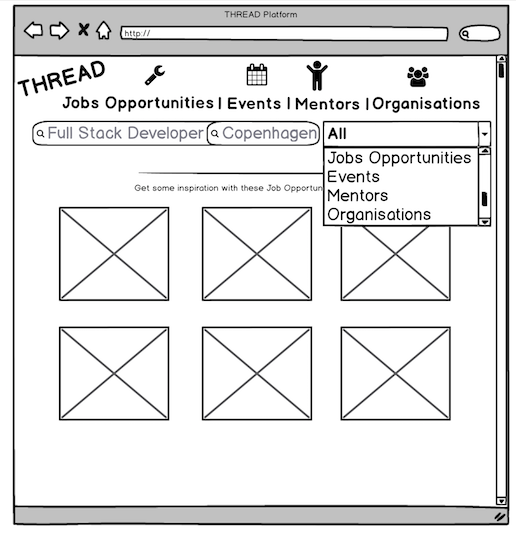 THREAD Platform
http://
THREAD
Jobs Opportunities | Events | Mentors | Organisations
Full Stack Developer Copenhagen All
Jobs Opportunities
Events
Mentors
Organisations
Get some inspiration with these Job Opportun